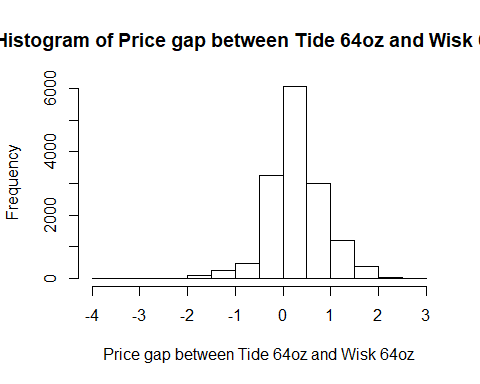 Histogram of Price gap between Tide 64oz and Wisk
6000
4000
2000
0
Frequency
-4 -3 -2 -1 0 1 2 3
Price gap between Tide 64oz and Wisk 64oz